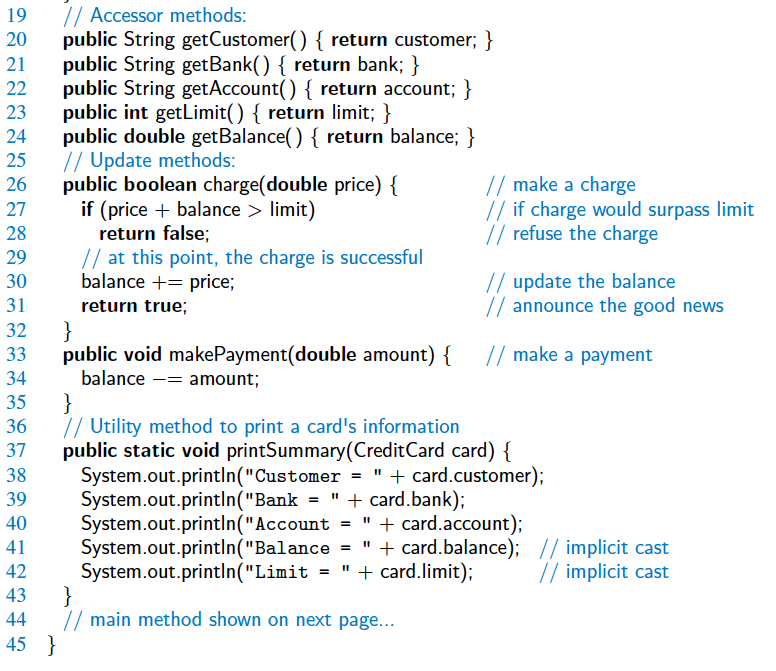 19 // Accessor methods:
20 public String getCustomer() { return customer; }
21 public String getBank() { return bank; }
22 public String getAccount() { return account; }
23 public int getLimit() { return limit; }
24 public double getBalance() { return balance; }
25 // Update methods:
26 public boolean charge(double price) { // make a charge
27 if (price + balance > limit) // if charge would surpass limit
28 return false; // refuse the charge
29 // at this point, the charge is successful
30 balance += price; // update the balance
31 return true; // announce the good news
32 }
33 public void makePayment(double amount) { // make a payment
34 balance −= amount;
35 }
36 // Utility method to print a card's information
37 public static void printSummary(CreditCard card) {
38 System.out.println("Customer = " + card.customer);
39 System.out.println("Bank = " + card.bank);
40 System.out.println("Account = " + card.account);
41 System.out.println("Balance = " + card.balance); // implicit cast
42 System.out.println("Limit = " + card.limit); // implicit cast
43 }
44 // main method shown on next page...
45 }